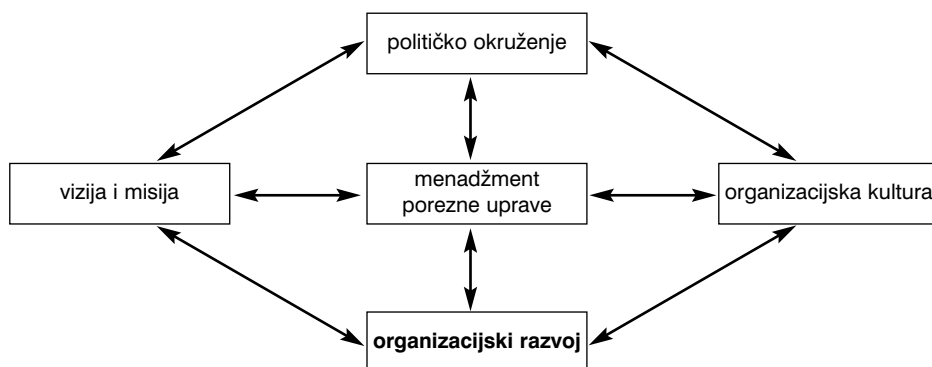 političko okruženje
vizija i misija
menadžment
porezne uprave
organizacijska kultura
organizacijski razvoj